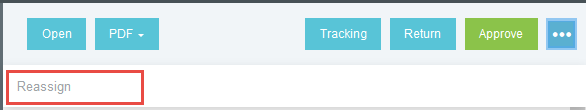 Open PDF Tracking Return Approve •••
Reassign